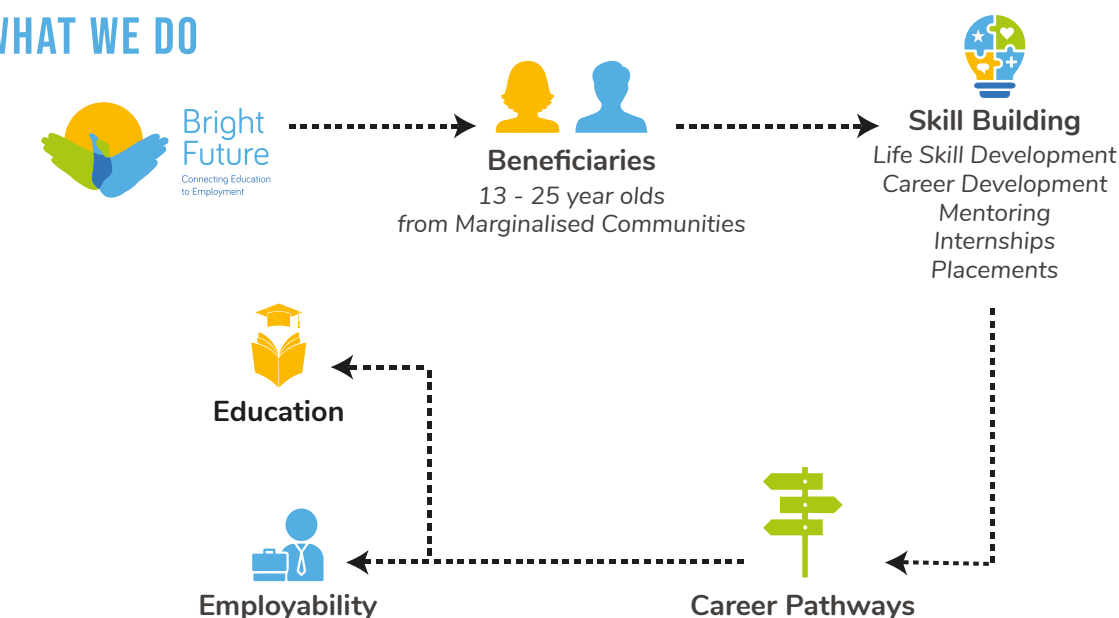 WHAT WE DO
Bright
Future
Connecting Education
to Employment
Beneficiaries
13 - 25 year olds
from Marginalised Communities
Skill Building
Life Skill Development
Career Development
Mentoring
Internships
Placements
Education
Employability
Career Pathways